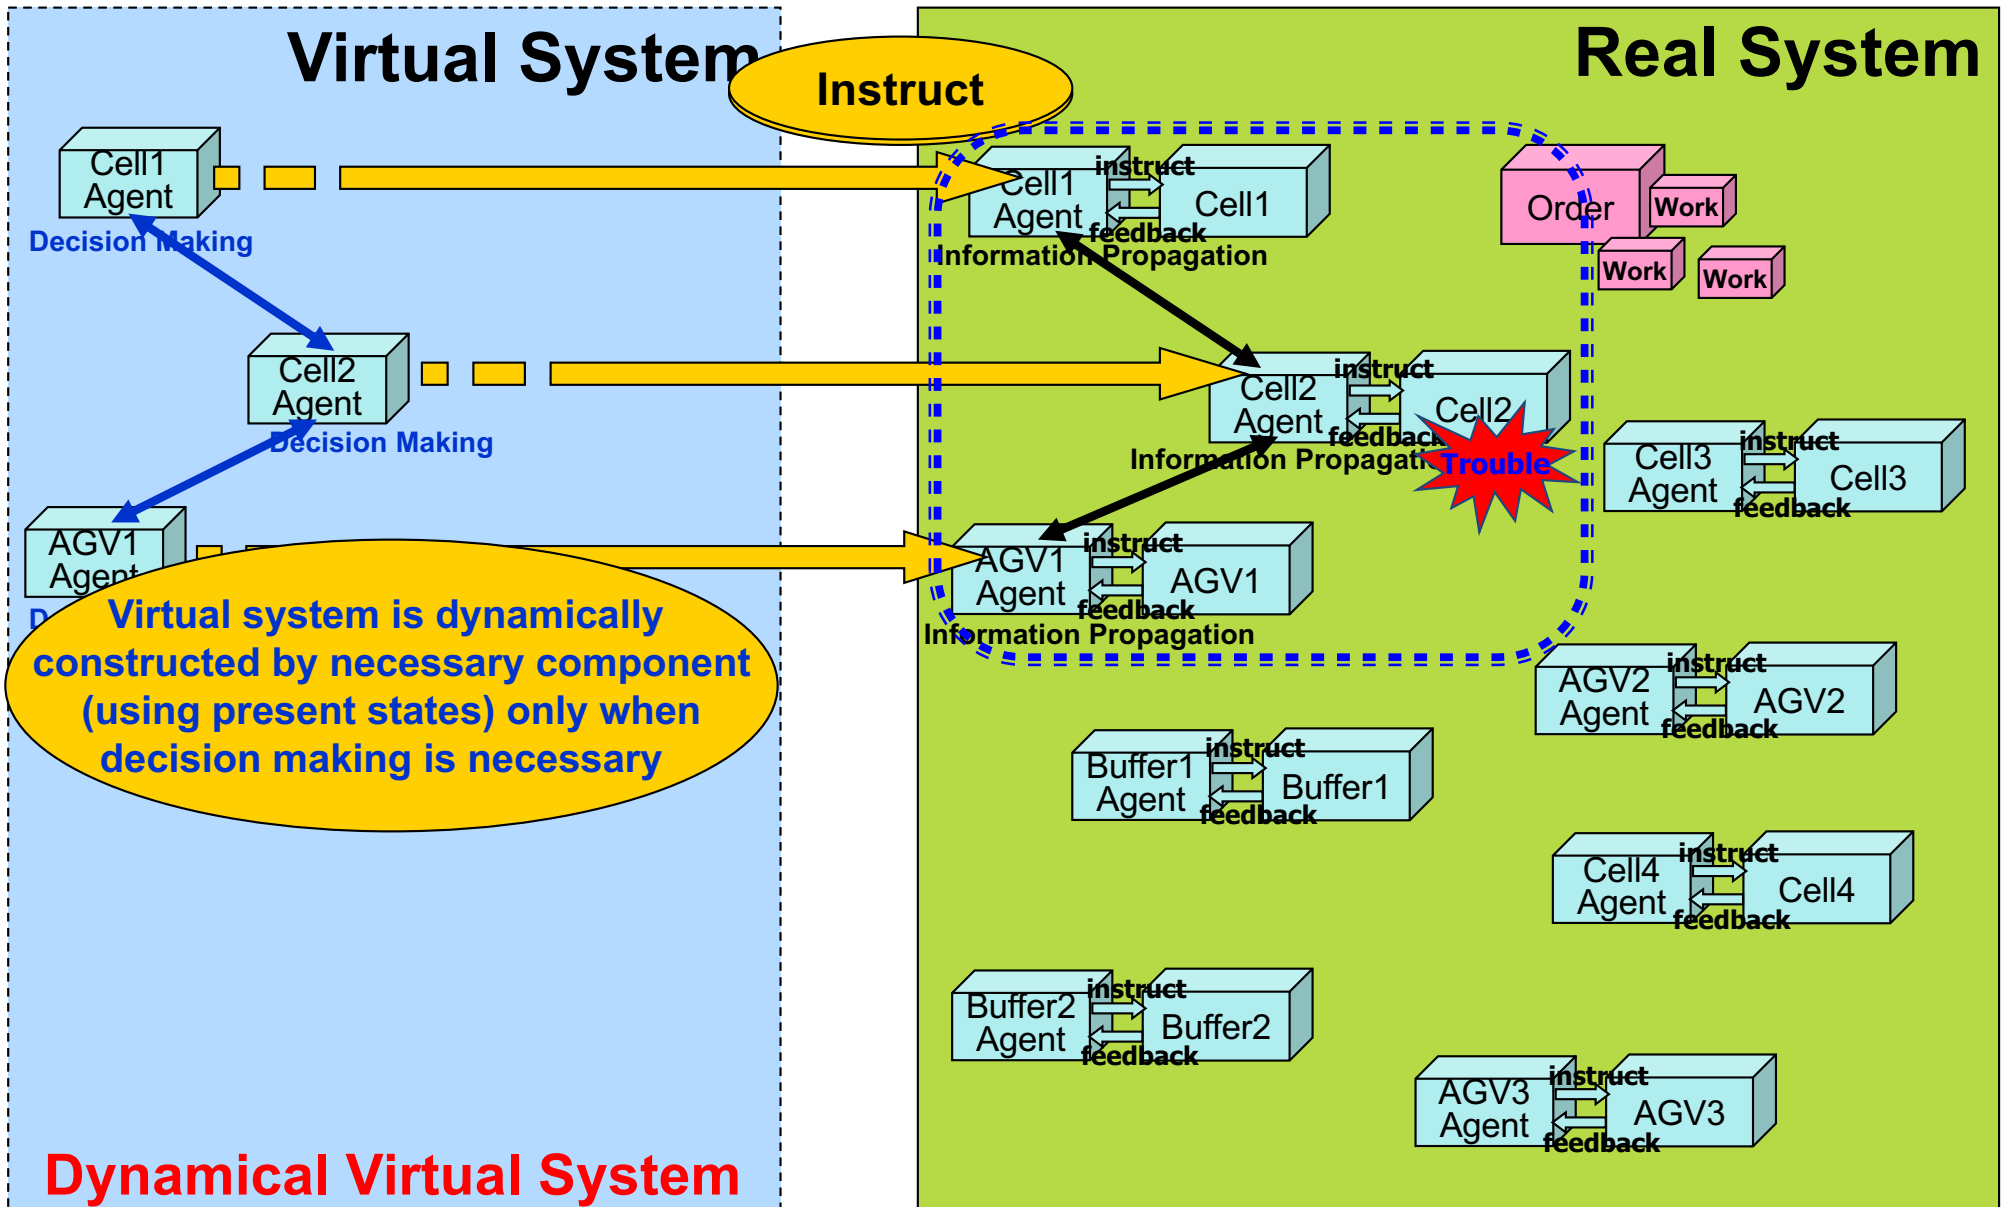 Virtual System
Real System
Instruct
Cell1
Agent
Decision Making
Cell2
Agent
Decision Making
AGV1
Agent
D
Virtual system is dynamically
constructed by necessary component
(using present states) only when
decision making is necessary
Dynamical Virtual System
Cell1
Agent
instruct
feedback
Cell1
Information Propagation
Order
Work
Work
Work
Cell2
Agent
instruct
feedback
Cell2
Information Propagati
Trouble
Cell3
Agent
instruct
feedback
Cell3
AGV1
Agent
instruct
feedback
AGV1
Information Propagation
AGV2
Agent
instruct
feedback
AGV2
Buffer1
Agent
instruct
feedback
Buffer1
Cell4
Agent
instruct
feedback
Cell4
Buffer2
Agent
instruct
feedback
Buffer2
AGV3
Agent
instruct
feedback
AGV3